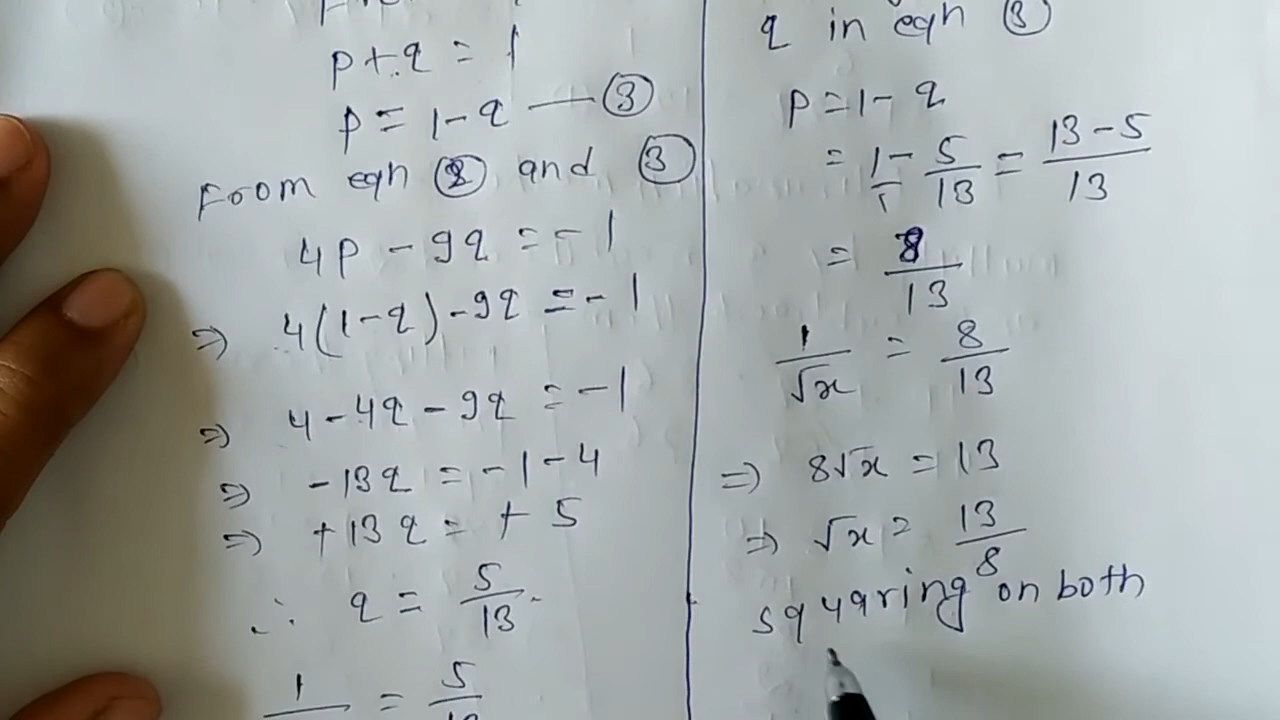 p + q = 1
p = 1 - q — ③
From eqn ② and ③
4p - 9q = -1
⇒ 4(1-q) - 9q = -1
⇒ 4 - 4q - 9q = -1
⇒ -13q = -1 - 4
⇒ +13q = +5
∴ q = 5/13.
1 = 5
q in eqn ③
p = 1 - q
= 1/1 - 5/13 = 13-5/13
= 8/13
1/√x = 8/13
⇒ 8√x = 13
⇒ √x = 13/8
squaring on both